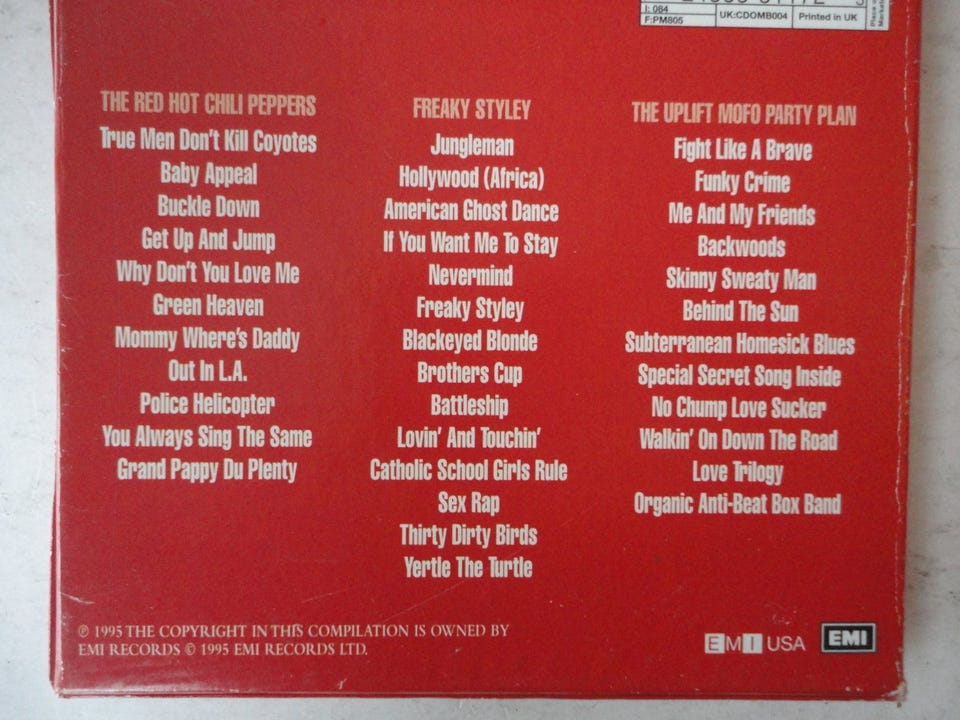 I: 084
F:PM805
UK:CDOMB004
Printed in UK
THE RED HOT CHILI PEPPERS
True Men Don't Kill Coyotes
Baby Appeal
Buckle Down
Get Up And Jump
Why Don't You Love Me
Green Heaven
Mommy Where's Daddy
Out In L.A.
Police Helicopter
You Always Sing The Same
Grand Pappy Du Plenty
FREAKY STYLEY
Jungleman
Hollywood (Africa)
American Ghost Dance
If You Want Me To Stay
Nevermind
Freaky Styley
Blackeyed Blonde
Brothers Cup
Battleship
Lovin' And Touchin'
Catholic School Girls Rule
Sex Rap
Thirty Dirty Birds
Yertle The Turtle
THE UPLIFT MOFO PARTY PLAN
Fight Like A Brave
Funky Crime
Me And My Friends
Backwoods
Skinny Sweaty Man
Behind The Sun
Subterranean Homesick Blues
Special Secret Song Inside
No Chump Love Sucker
Walkin' On Down The Road
Love Trilogy
Organic Anti-Beat Box Band
℗ 1995 THE COPYRIGHT IN THIS COMPILATION IS OWNED BY
EMI RECORDS © 1995 EMI RECORDS LTD.
EMI USA
EMI